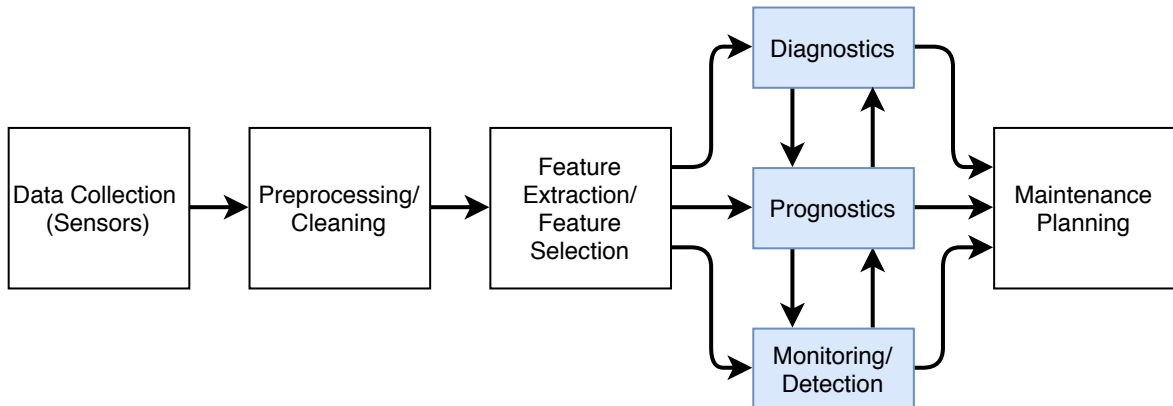 Data Collection
(Sensors)
Preprocessing/
Cleaning
Feature
Extraction/
Feature
Selection
Diagnostics
Prognostics
Monitoring/
Detection
Maintenance
Planning